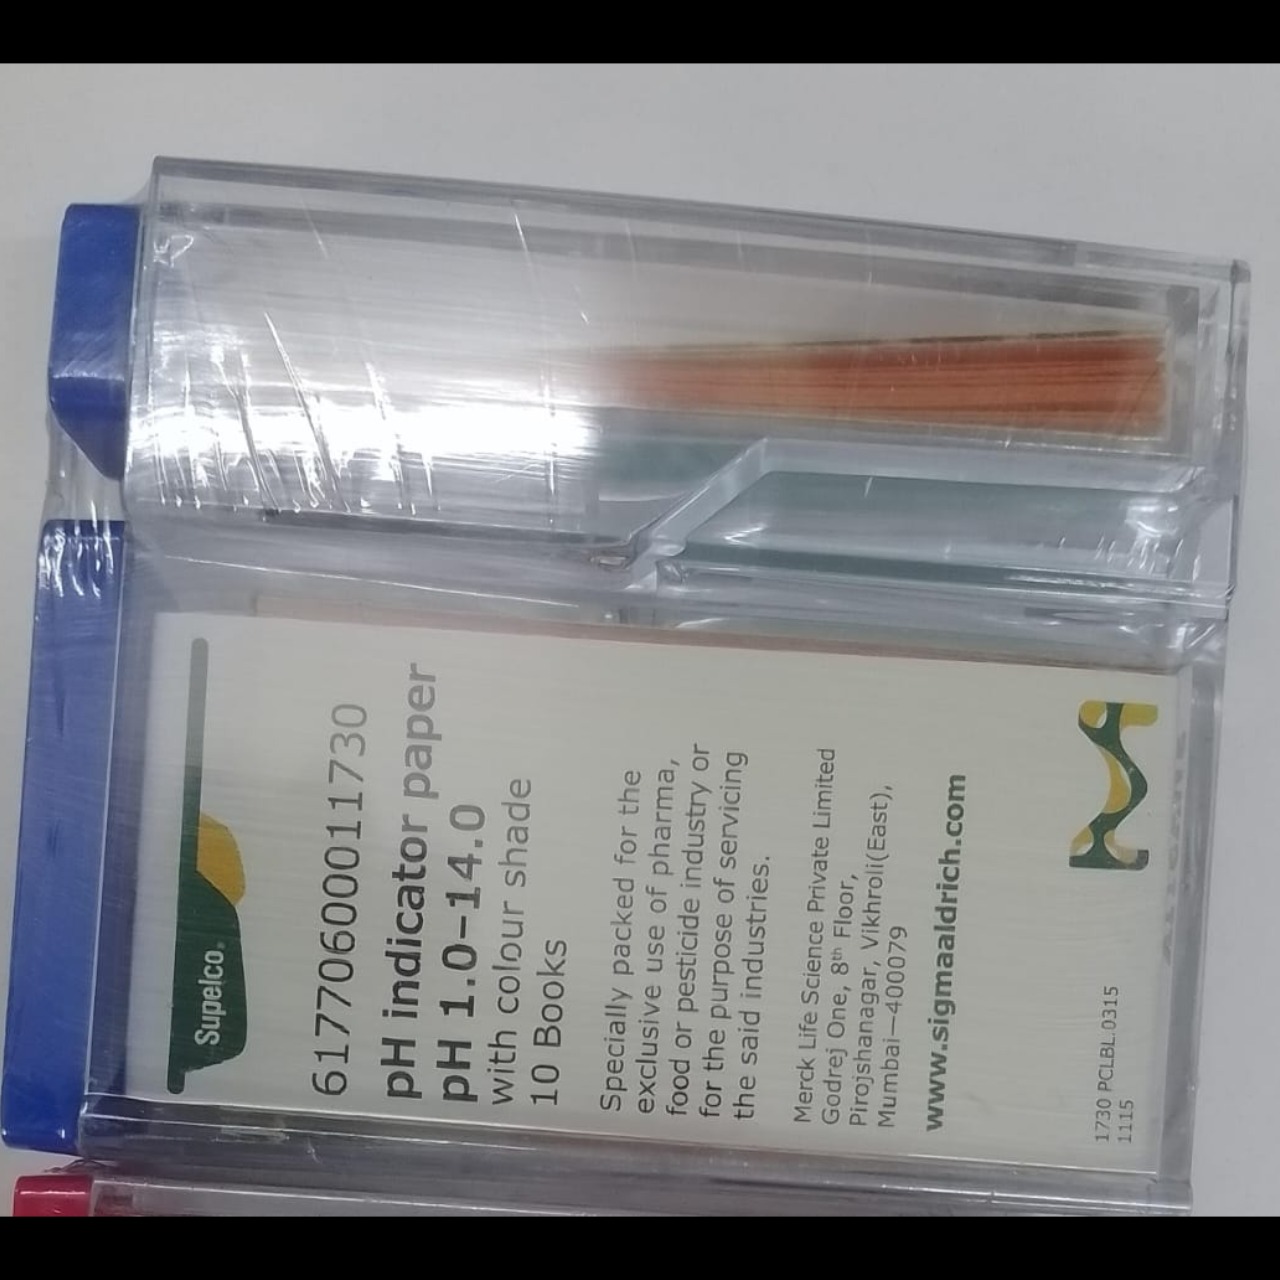 Supelco®
61770600011730
pH indicator paper
pH 1.0–14.0
with colour shade
10 Books
Specially packed for the
exclusive use of pharma,
food or pesticide industry or
for the purpose of servicing
the said industries.
Merck Life Science Private Limited
Godrej One, 8th Floor,
Pirojshanagar, Vikhroli(East),
Mumbai—400079
www.sigmaaldrich.com
1730 PCLBL.0315
1115